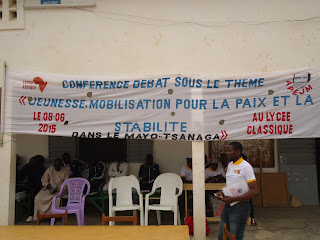 CONFERENCE DEBAT SOUS LE THEME
"JEUNESSE, MOBILISATION POUR LA PAIX ET LA
STABILITE
DANS LE MAYO-TSANAGA"
LE 08-06
2015
AU LYCEE
CLASSIQUE
APEJM